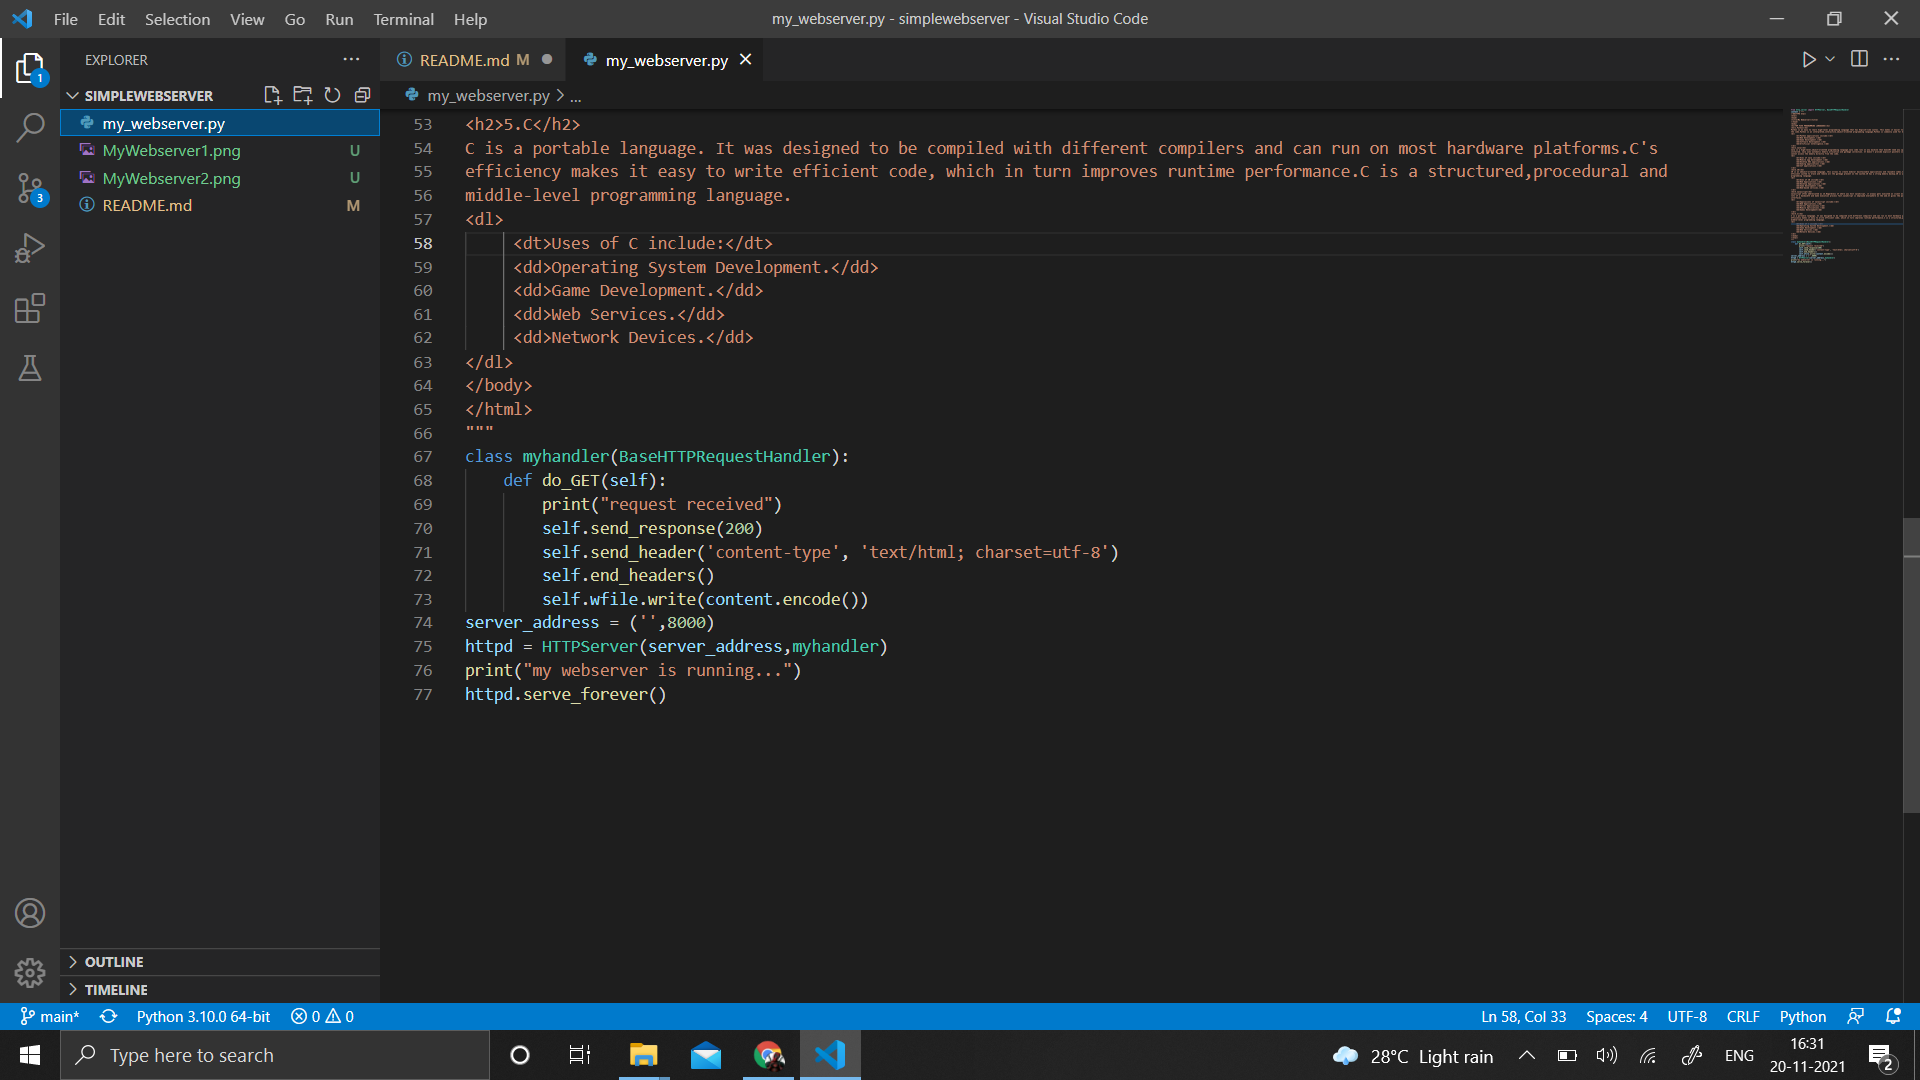 File Edit Selection View Go Run Terminal Help
my_webserver.py - simplewebserver - Visual Studio Code
EXPLORER
SIMPLEWEBSERVER
my_webserver.py
MyWebserver1.png U
MyWebserver2.png U
README.md M
OUTLINE
TIMELINE
1
3
README.md M
my_webserver.py
my_webserver.py > ...
53 <h2>5.C</h2>
54 C is a portable language. It was designed to be compiled with different compilers and can run on most hardware platforms.C's
55 efficiency makes it easy to write efficient code, which in turn improves runtime performance.C is a structured,procedural and
56 middle-level programming language.
57 <dl>
58 <dt>Uses of C include:</dt>
59 <dd>Operating System Development.</dd>
60 <dd>Game Development.</dd>
61 <dd>Web Services.</dd>
62 <dd>Network Devices.</dd>
63 </dl>
64 </body>
65 </html>
66 """
67 class myhandler(BaseHTTPRequestHandler):
68 def do_GET(self):
69 print("request received")
70 self.send_response(200)
71 self.send_header('content-type', 'text/html; charset=utf-8')
72 self.end_headers()
73 self.wfile.write(content.encode())
74 server_address = ('',8000)
75 httpd = HTTPServer(server_address,myhandler)
76 print("my webserver is running...")
77 httpd.serve_forever()
main* Python 3.10.0 64-bit 0 0
Ln 58, Col 33 Spaces: 4 UTF-8 CRLF Python
Type here to search
28°C Light rain
ENG
16:31
20-11-2021
2